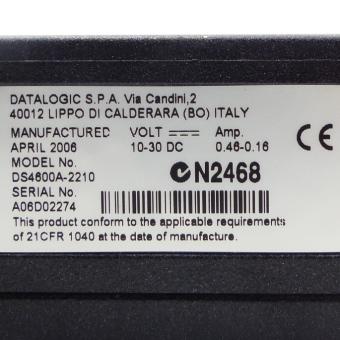 DATALOGIC S.P.A. Via Candini,2
40012 LIPPO DI CALDERARA (BO) ITALY
MANUFACTURED VOLT Amp.
APRIL 2006 10-30 DC 0.46-0.16
MODEL No.
DS4600A-2210
SERIAL No.
A06D02274
N2468
CE
This product conform to the applicable requirements
of 21CFR 1040 at the date of manufacture.